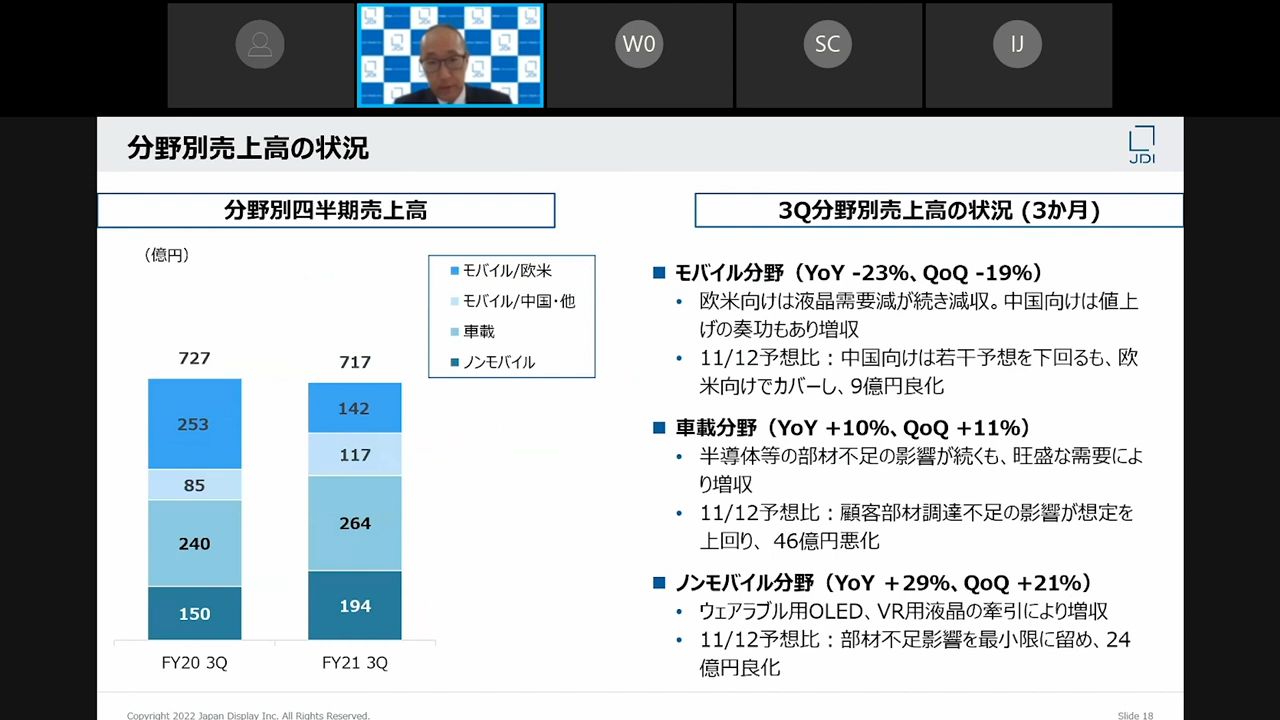 W0
SC
IJ
JDI
分野別売上高の状況
JDI
分野別四半期売上高
3Q分野別売上高の状況 (3か月)
（億円）
モバイル/欧米
モバイル/中国・他
車載
ノンモバイル
727
717
253
142
85
117
240
264
150
194
FY20 3Q
FY21 3Q
モバイル分野（YoY -23%、QoQ -19%）
• 欧米向けは液晶需要減が続き減収。中国向けは値上
げの奏功もあり増収
• 11/12予想比：中国向けは若干予想を下回るも、欧
米向けでカバーし、9億円良化
車載分野（YoY +10%、QoQ +11%）
• 半導体等の部材不足の影響が続くも、旺盛な需要によ
り増収
• 11/12予想比：顧客部材調達不足の影響が想定を
上回り、46億円悪化
ノンモバイル分野（YoY ＋29%、QoQ +21%）
• ウェアラブル用OLED、VR用液晶の牽引により増収
• 11/12予想比：部材不足影響を最小限に留め、24
億円良化
Copyright 2022 Japan Display Inc. All Rights Reserved.
Slide 18